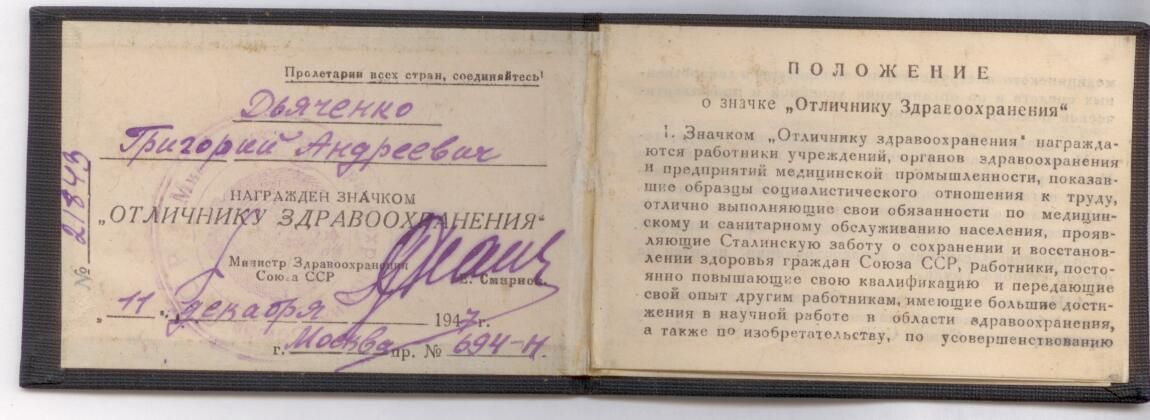 Пролетарии всех стран, соединяйтесь!
Дьяченко
Григорий Андреевич
НАГРАЖДЕН ЗНАЧКОМ
„ОТЛИЧНИКУ ЗДРАВООХРАНЕНИЯ“
№ 21843
Министр Здравоохранения
Союза ССР Е. Смирнов
„11“ декабря 1947 г.
г. Москва пр. № 694-н
ПОЛОЖЕНИЕ
о значке „Отличнику Здравоохранения“
1. Значком „Отличнику здравоохранения“ награжда-
ются работники учреждений, органов здравоохранения
и предприятий медицинской промышленности, показав-
шие образцы социалистического отношения к труду,
отлично выполняющие свои обязанности по медицин-
скому и санитарному обслуживанию населения, прояв-
ляющие Сталинскую заботу о сохранении и восстанов-
лении здоровья граждан Союза ССР, работники, посто-
янно повышающие свою квалификацию и передающие
свой опыт другим работникам, имеющие большие дости-
жения в научной работе в области здравоохранения,
а также по изобретательству, по усовершенствованию